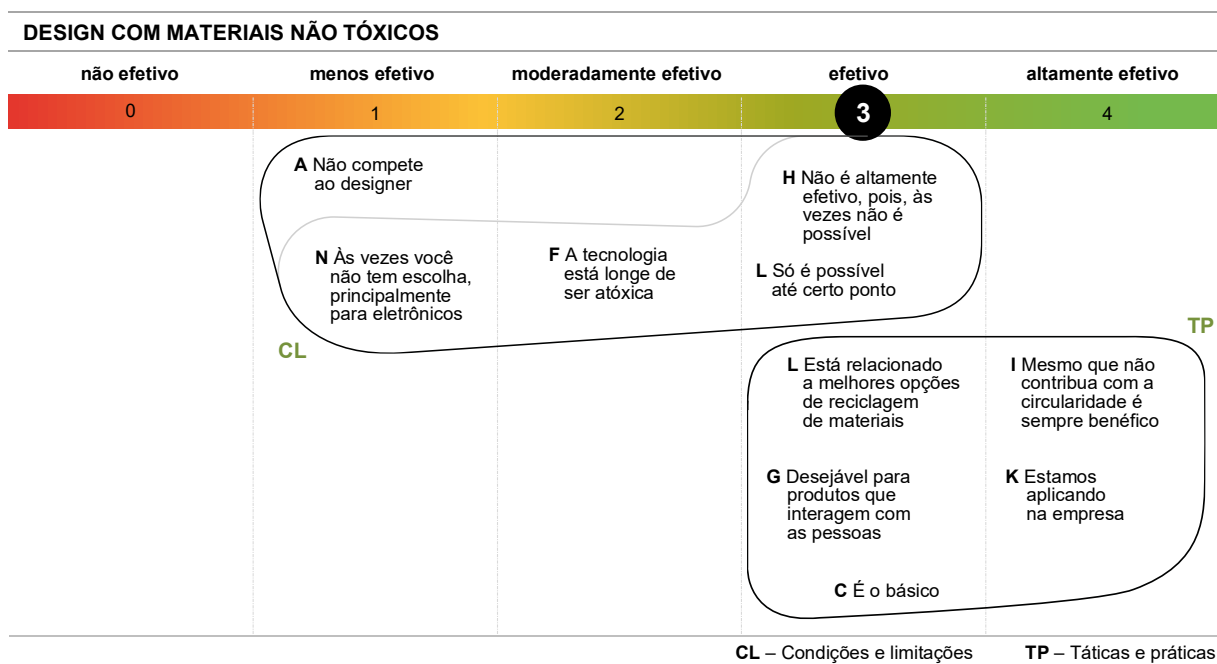 DESIGN COM MATERIAIS NÃO TÓXICOS
não efetivo
menos efetivo
moderadamente efetivo
efetivo
altamente efetivo
0
1
2
3
4
A Não compete
ao designer
H Não é altamente
efetivo, pois, às
vezes não é
possível
N Às vezes você
não tem escolha,
principalmente
para eletrônicos
F A tecnologia
está longe de
ser atóxica
L Só é possível
até certo ponto
CL
TP
L Está relacionado
a melhores opções
de reciclagem
de materiais
I Mesmo que não
contribua com a
circularidade é
sempre benéfico
G Desejável para
produtos que
interagem com
as pessoas
K Estamos
aplicando
na empresa
C É o básico
CL – Condições e limitações
TP – Táticas e práticas